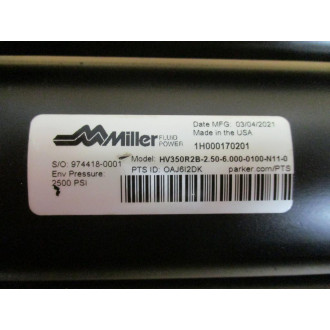 Miller FLUID POWER
Date MFG: 03/04/2021
Made in the USA
1H000170201
S/O: 974418-0001
Model: HV350R2B-2.50-6.000-0100-N11-0
Env Pressure:
2500 PSI
PTS ID: OAJ6I2DK
parker.com/PTS